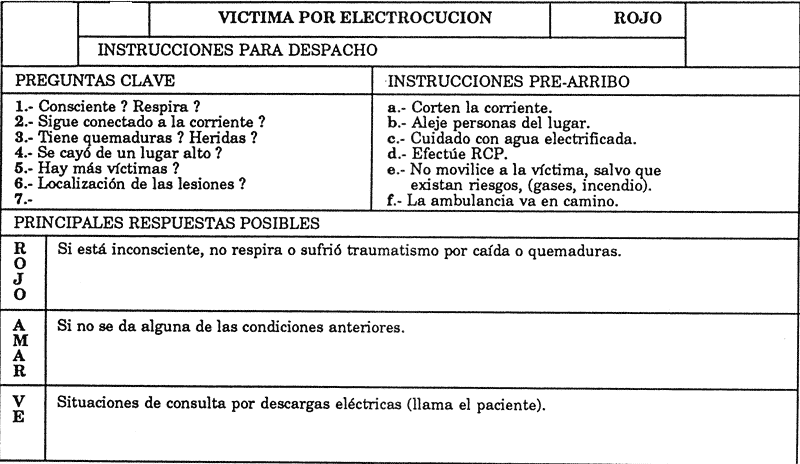 VICTIMA POR ELECTROCUCION
ROJO
INSTRUCCIONES PARA DESPACHO
PREGUNTAS CLAVE
1.- Consciente ? Respira ?
2.- Sigue conectado a la corriente ?
3.- Tiene quemaduras ? Heridas ?
4.- Se cayó de un lugar alto ?
5.- Hay más víctimas ?
6.- Localización de las lesiones ?
7.-
INSTRUCCIONES PRE-ARRIBO
a.- Corten la corriente.
b.- Aleje personas del lugar.
c.- Cuidado con agua electrificada.
d.- Efectúe RCP.
e.- No movilice a la víctima, salvo que
existan riesgos, (gases, incendio).
f.- La ambulancia va en camino.
PRINCIPALES RESPUESTAS POSIBLES
ROJO
Si está inconsciente, no respira o sufrió traumatismo por caída o quemaduras.
AMAR
Si no se da alguna de las condiciones anteriores.
VE
Situaciones de consulta por descargas eléctricas (llama el paciente).